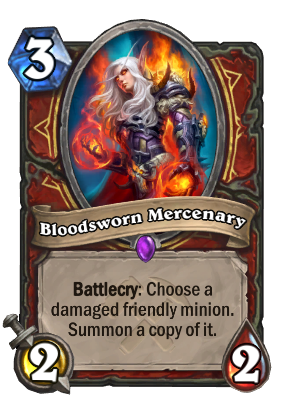 3
Bloodsworn Mercenary
Battlecry: Choose a
damaged friendly minion.
Summon a copy of it.
2 2